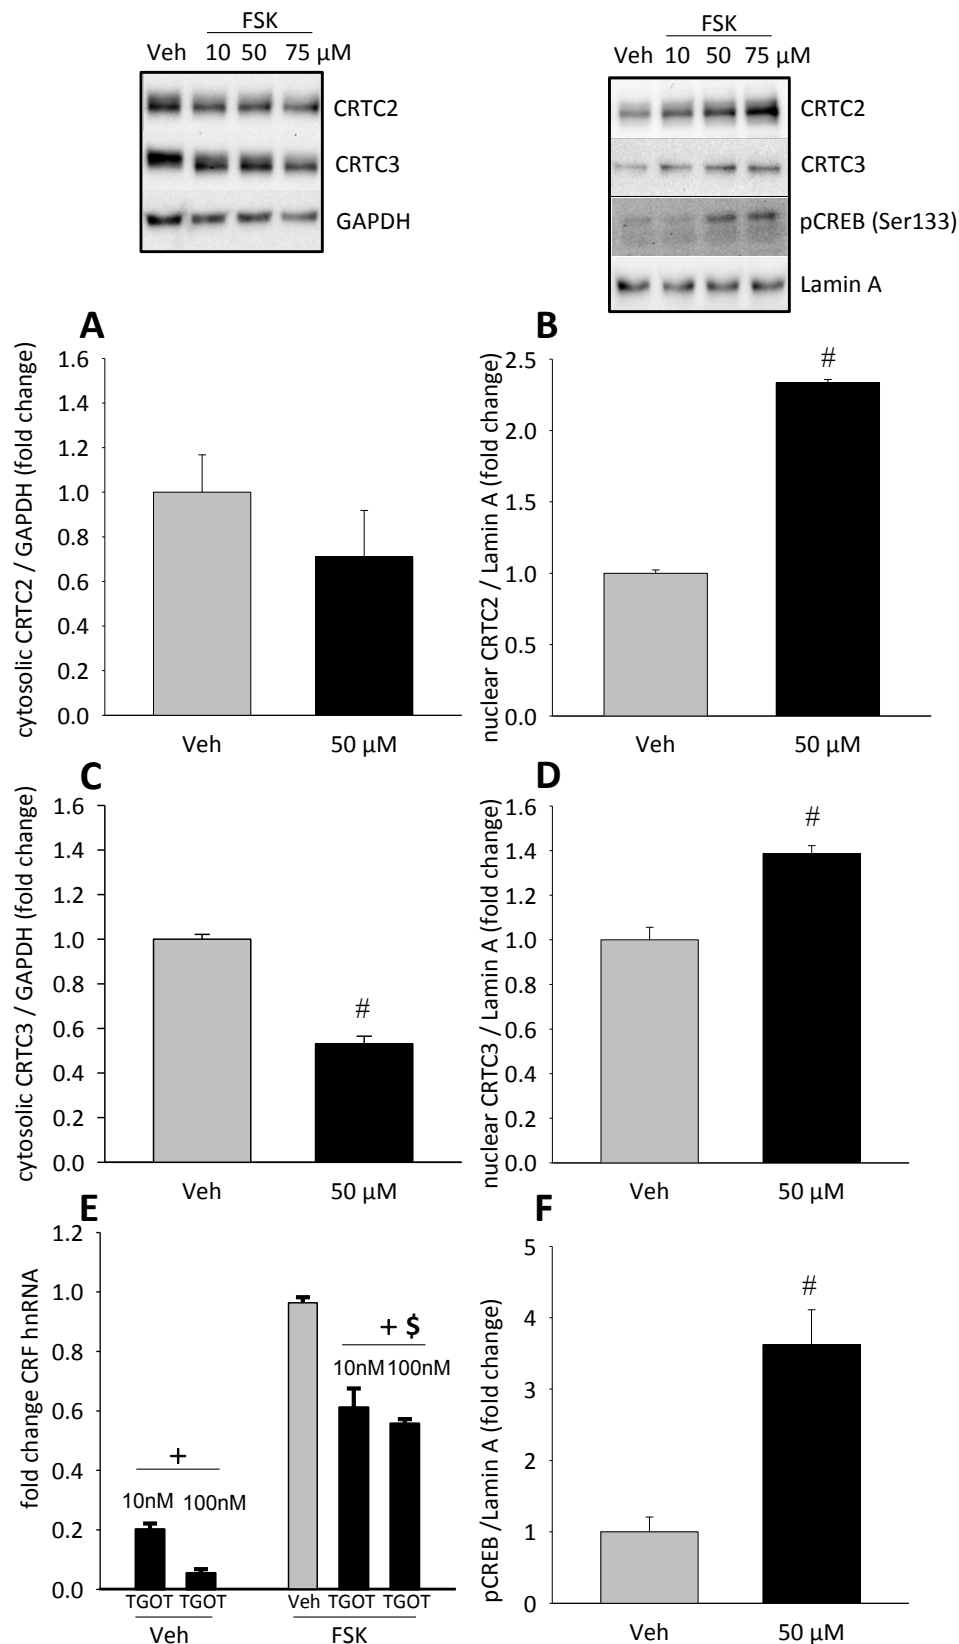 FSK
Veh 10 50 75 µM
CRTC2
CRTC3
GAPDH
FSK
Veh 10 50 75 µM
CRTC2
CRTC3
pCREB (Ser133)
Lamin A
A
cytosolic CRTC2 / GAPDH (fold change)
1.6
1.4
1.2
1.0
0.8
0.6
0.4
0.2
0.0
Veh 50 µM
B
nuclear CRTC2 / Lamin A (fold change)
2.5
2.0
1.5
1.0
0.5
0.0
#
Veh 50 µM
C
cytosolic CRTC3 / GAPDH (fold change)
1.6
1.4
1.2
1.0
0.8
0.6
0.4
0.2
0.0
#
Veh 50 µM
D
nuclear CRTC3 / Lamin A (fold change)
1.6
1.4
1.2
1.0
0.8
0.6
0.4
0.2
0.0
#
Veh 50 µM
E
fold change CRF hnRNA
1.2
1.0
0.8
0.6
0.4
0.2
0.0
+
10nM 100nM
+ $
10nM 100nM
TGOT TGOT Veh TGOT TGOT
Veh FSK
F
pCREB /Lamin A (fold change)
5
4
3
2
1
0
#
Veh 50 µM